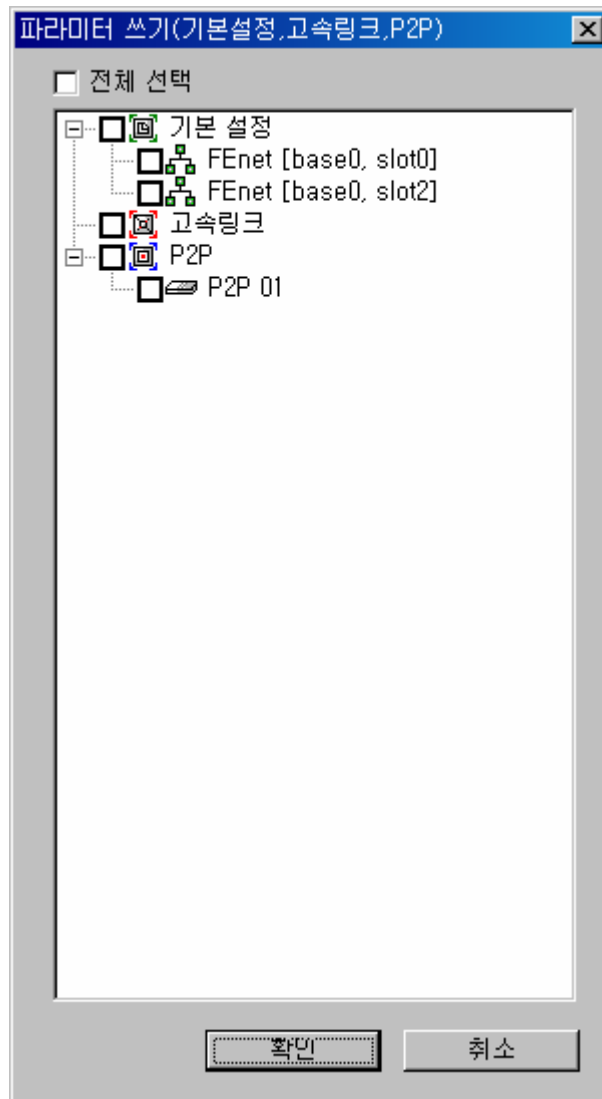 파라미터 쓰기(기본설정,고속링크,P2P)
전체 선택
기본 설정
FEnet [base0, slot0]
FEnet [base0, slot2]
고속링크
P2P
P2P 01
확인
취소